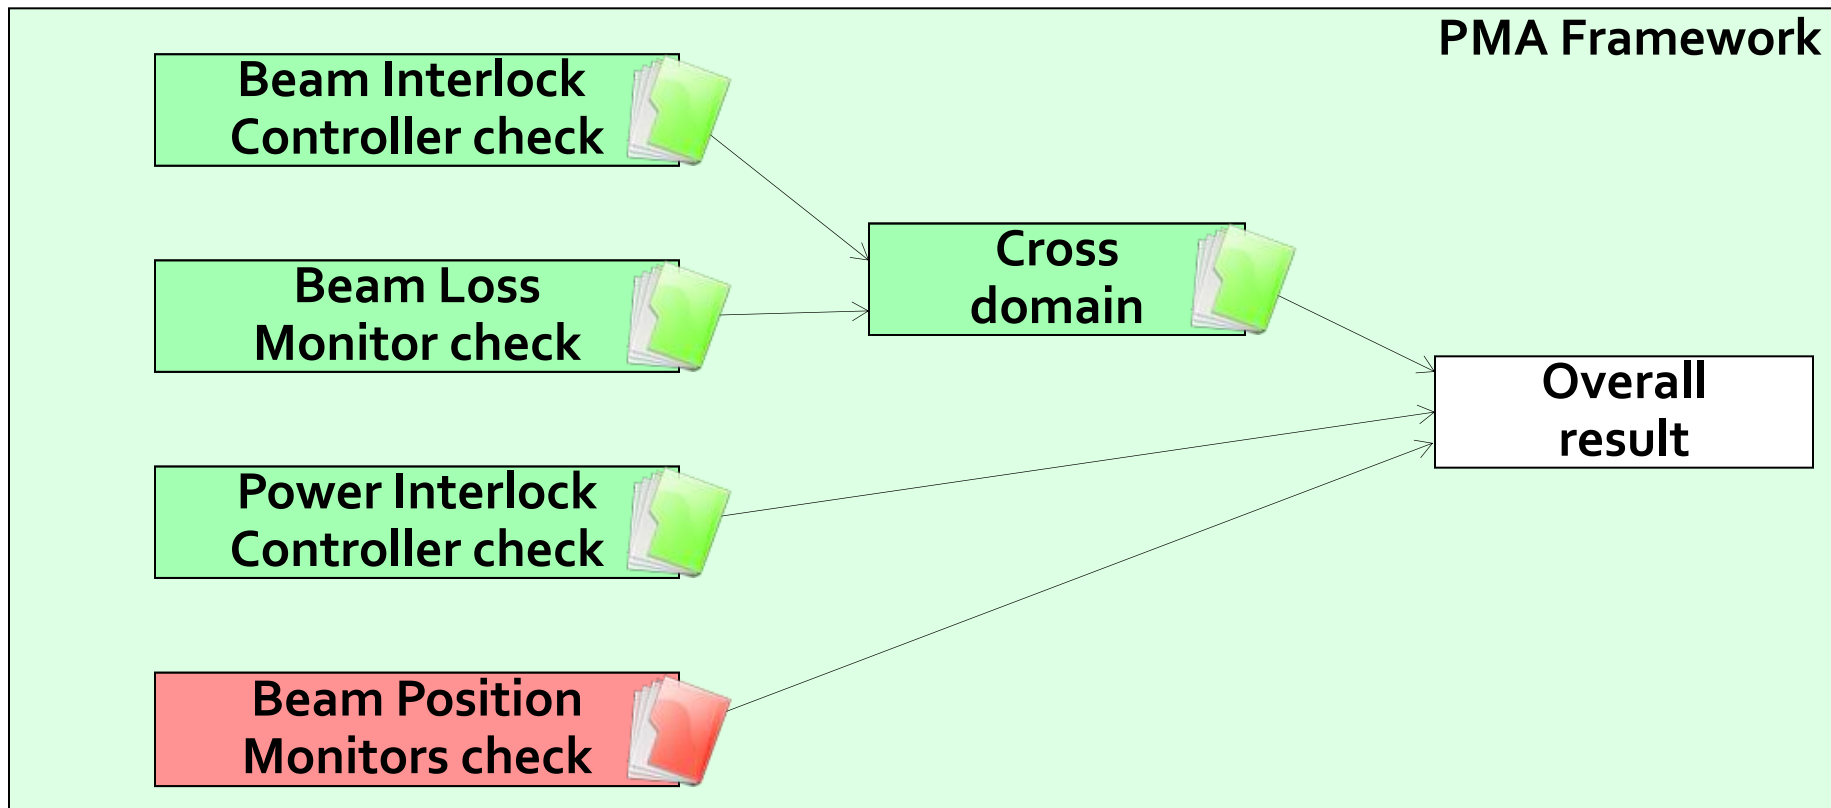 PMA Framework
Beam Interlock
Controller check
Beam Loss
Monitor check
Cross
domain
Overall
result
Power Interlock
Controller check
Beam Position
Monitors check